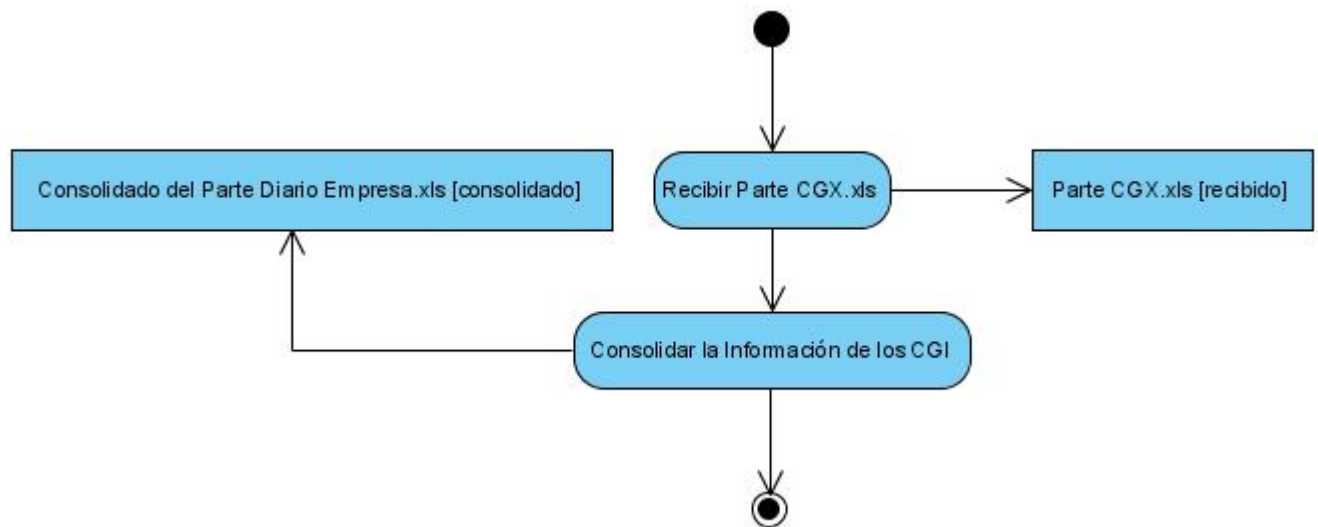 Consolidado del Parte Diario Empresa.xls [consolidado]
Recibir Parte CGX.xls
Parte CGX.xls [recibido]
Consolidar la Información de los CGI